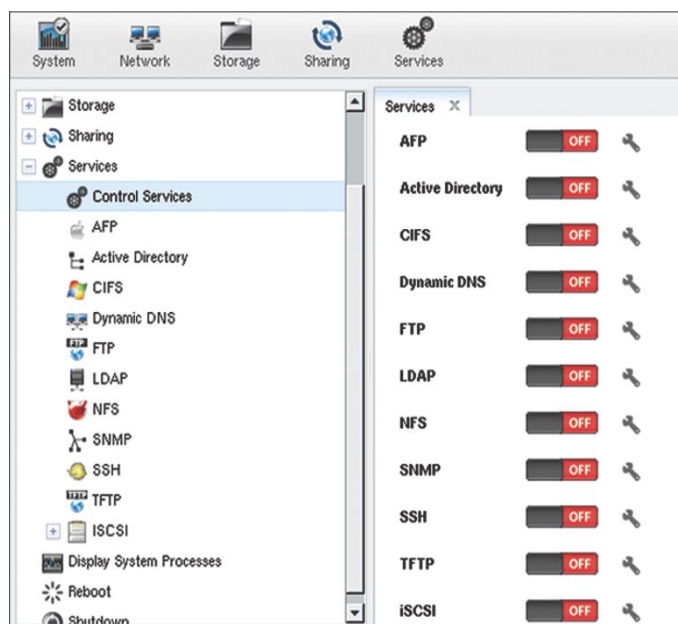 System Network Storage Sharing Services
Storage
Sharing
Services
Control Services
AFP
Active Directory
CIFS
Dynamic DNS
FTP
FTP
LDAP
NFS
SNMP
SSH
TFTP
TFTP
ISCSI
Display System Processes
Reboot
Shutdown
Services X
AFP OFF
Active Directory OFF
CIFS OFF
Dynamic DNS OFF
FTP OFF
LDAP OFF
NFS OFF
SNMP OFF
SSH OFF
TFTP OFF
iSCSI OFF